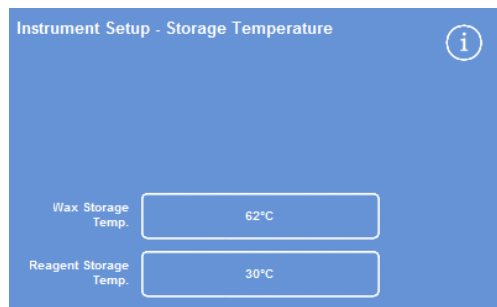 Instrument Setup - Storage Temperature
i
Wax Storage
Temp.
62°C
Reagent Storage
Temp.
30°C